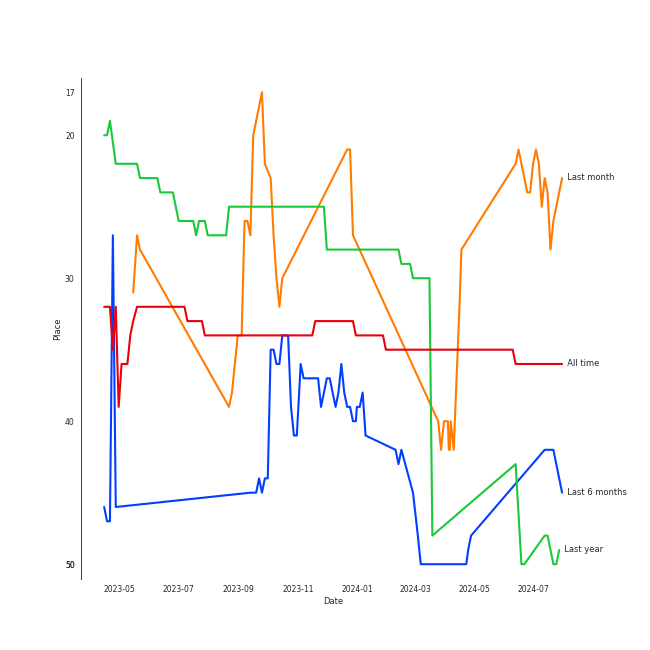 17
20
30
40
50
Place
Last month
All time
Last 6 months
Last year
2023-05 2023-07 2023-09 2023-11 2024-01 2024-03 2024-05 2024-07
Date